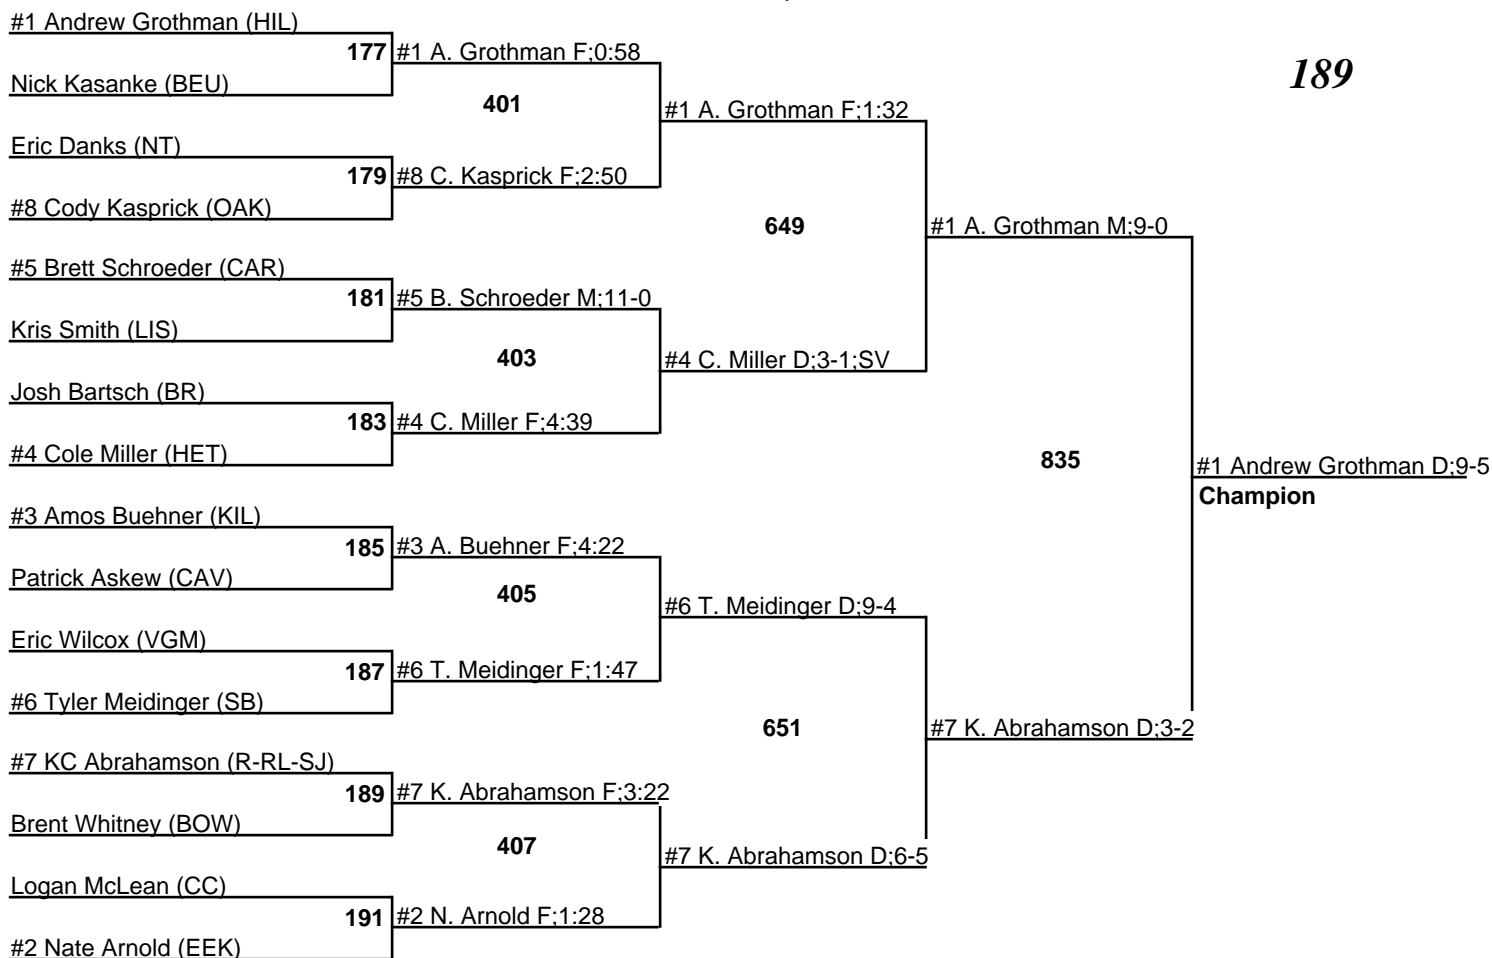 #1 Andrew Grothman (HIL)
177 #1 A. Grothman F;0:58
189
Nick Kasanke (BEU)
401
#1 A. Grothman F;1:32
Eric Danks (NT)
179 #8 C. Kasprick F;2:50
#8 Cody Kasprick (OAK)
649
#1 A. Grothman M;9-0
#5 Brett Schroeder (CAR)
181 #5 B. Schroeder M;11-0
Kris Smith (LIS)
403
#4 C. Miller D;3-1;SV
Josh Bartsch (BR)
183 #4 C. Miller F;4:39
#4 Cole Miller (HET)
835
#1 Andrew Grothman D;9-5
Champion
#3 Amos Buehner (KIL)
185 #3 A. Buehner F;4:22
Patrick Askew (CAV)
405
#6 T. Meidinger D;9-4
Eric Wilcox (VGM)
187 #6 T. Meidinger F;1:47
#6 Tyler Meidinger (SB)
651
#7 K. Abrahamson D;3-2
#7 KC Abrahamson (R-RL-SJ)
189 #7 K. Abrahamson F;3:22
Brent Whitney (BOW)
407
#7 K. Abrahamson D;6-5
Logan McLean (CC)
191 #2 N. Arnold F;1:28
#2 Nate Arnold (EEK)